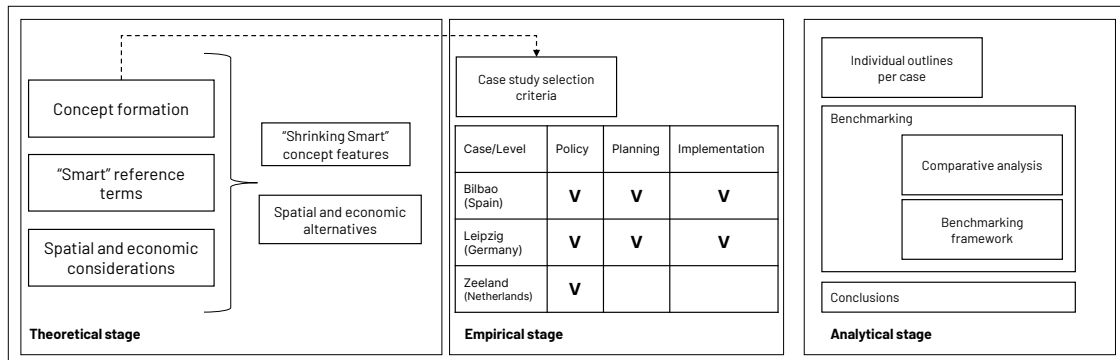 Concept formation
"Smart" reference
terms
Spatial and economic
considerations
"Shrinking Smart"
concept features
Spatial and economic
alternatives
Theoretical stage
Case study selection
criteria
Case/Level Policy Planning Implementation
Bilbao
(Spain) V V V
Leipzig
(Germany) V V V
Zeeland
(Netherlands) V
Empirical stage
Individual outlines
per case
Benchmarking
Comparative analysis
Benchmarking
framework
Conclusions
Analytical stage